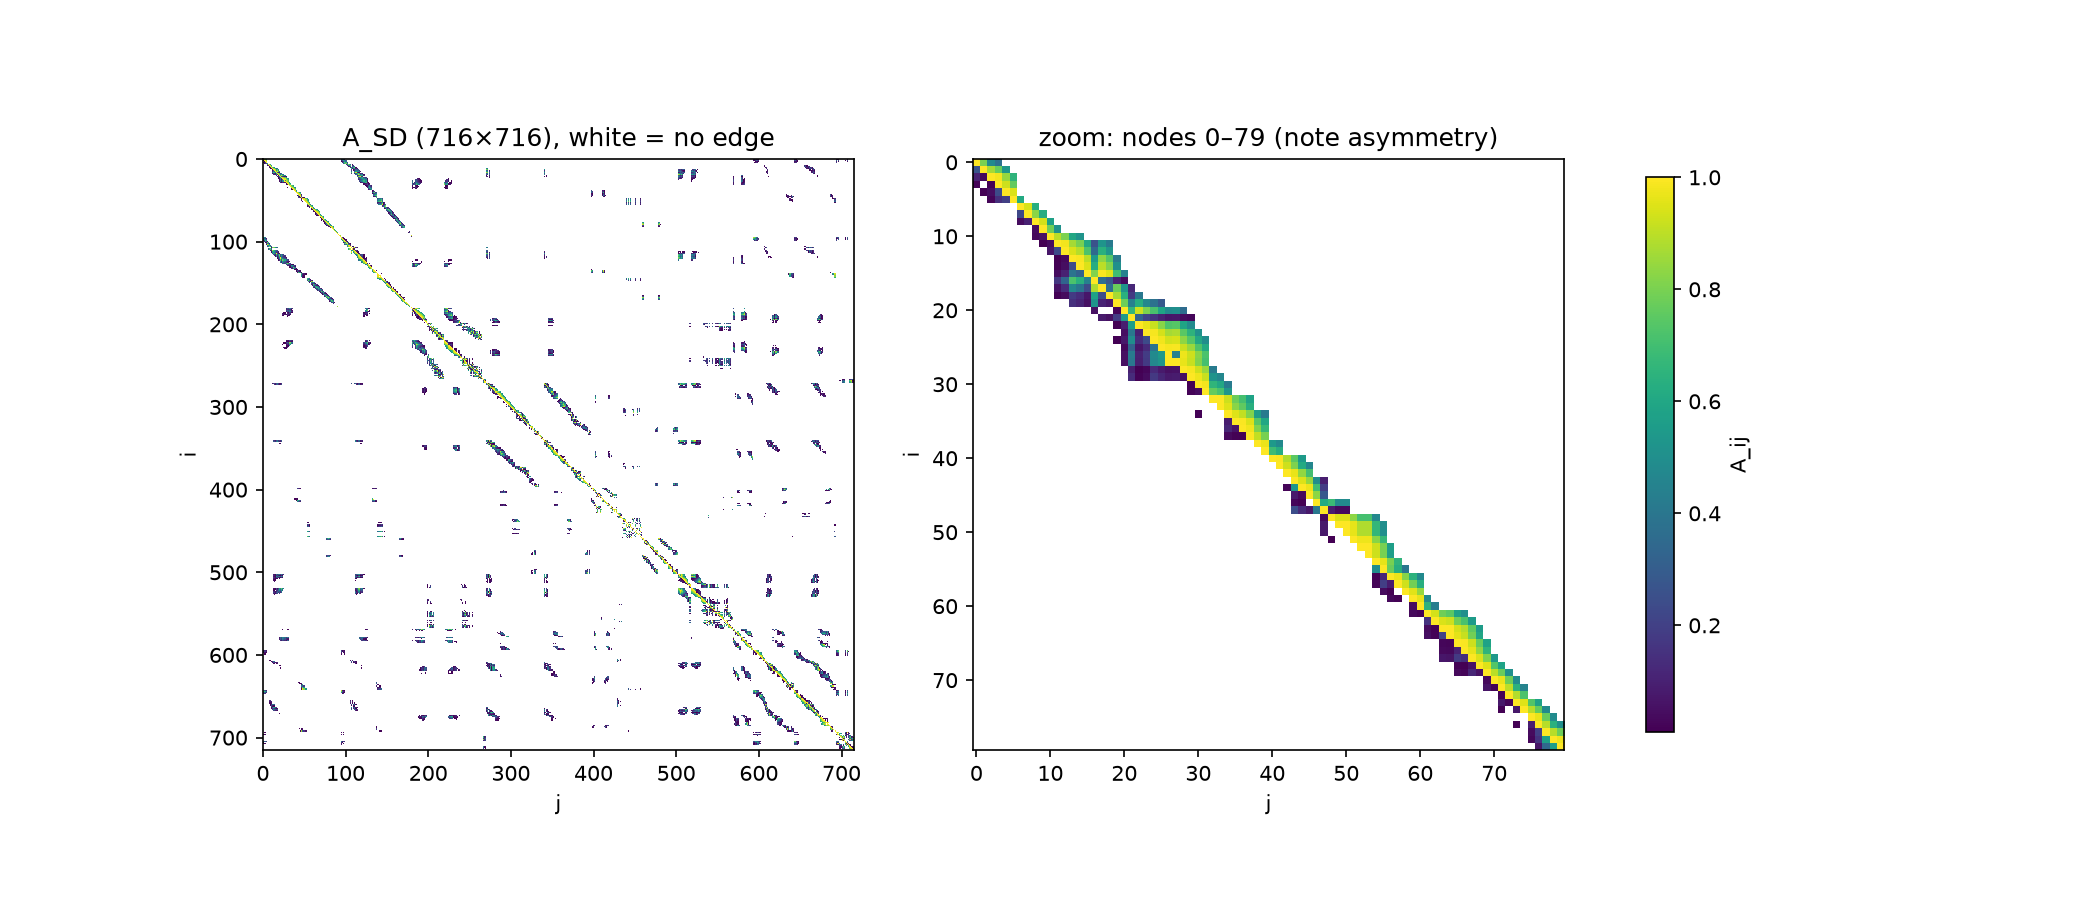 A_SD (716×716), white = no edge
0
100
200
300
400
500
600
700
i
0 100 200 300 400 500 600 700
j
zoom: nodes 0–79 (note asymmetry)
0
10
20
30
40
50
60
70
i
0 10 20 30 40 50 60 70
j
1.0
0.8
0.6
0.4
0.2
A_ij